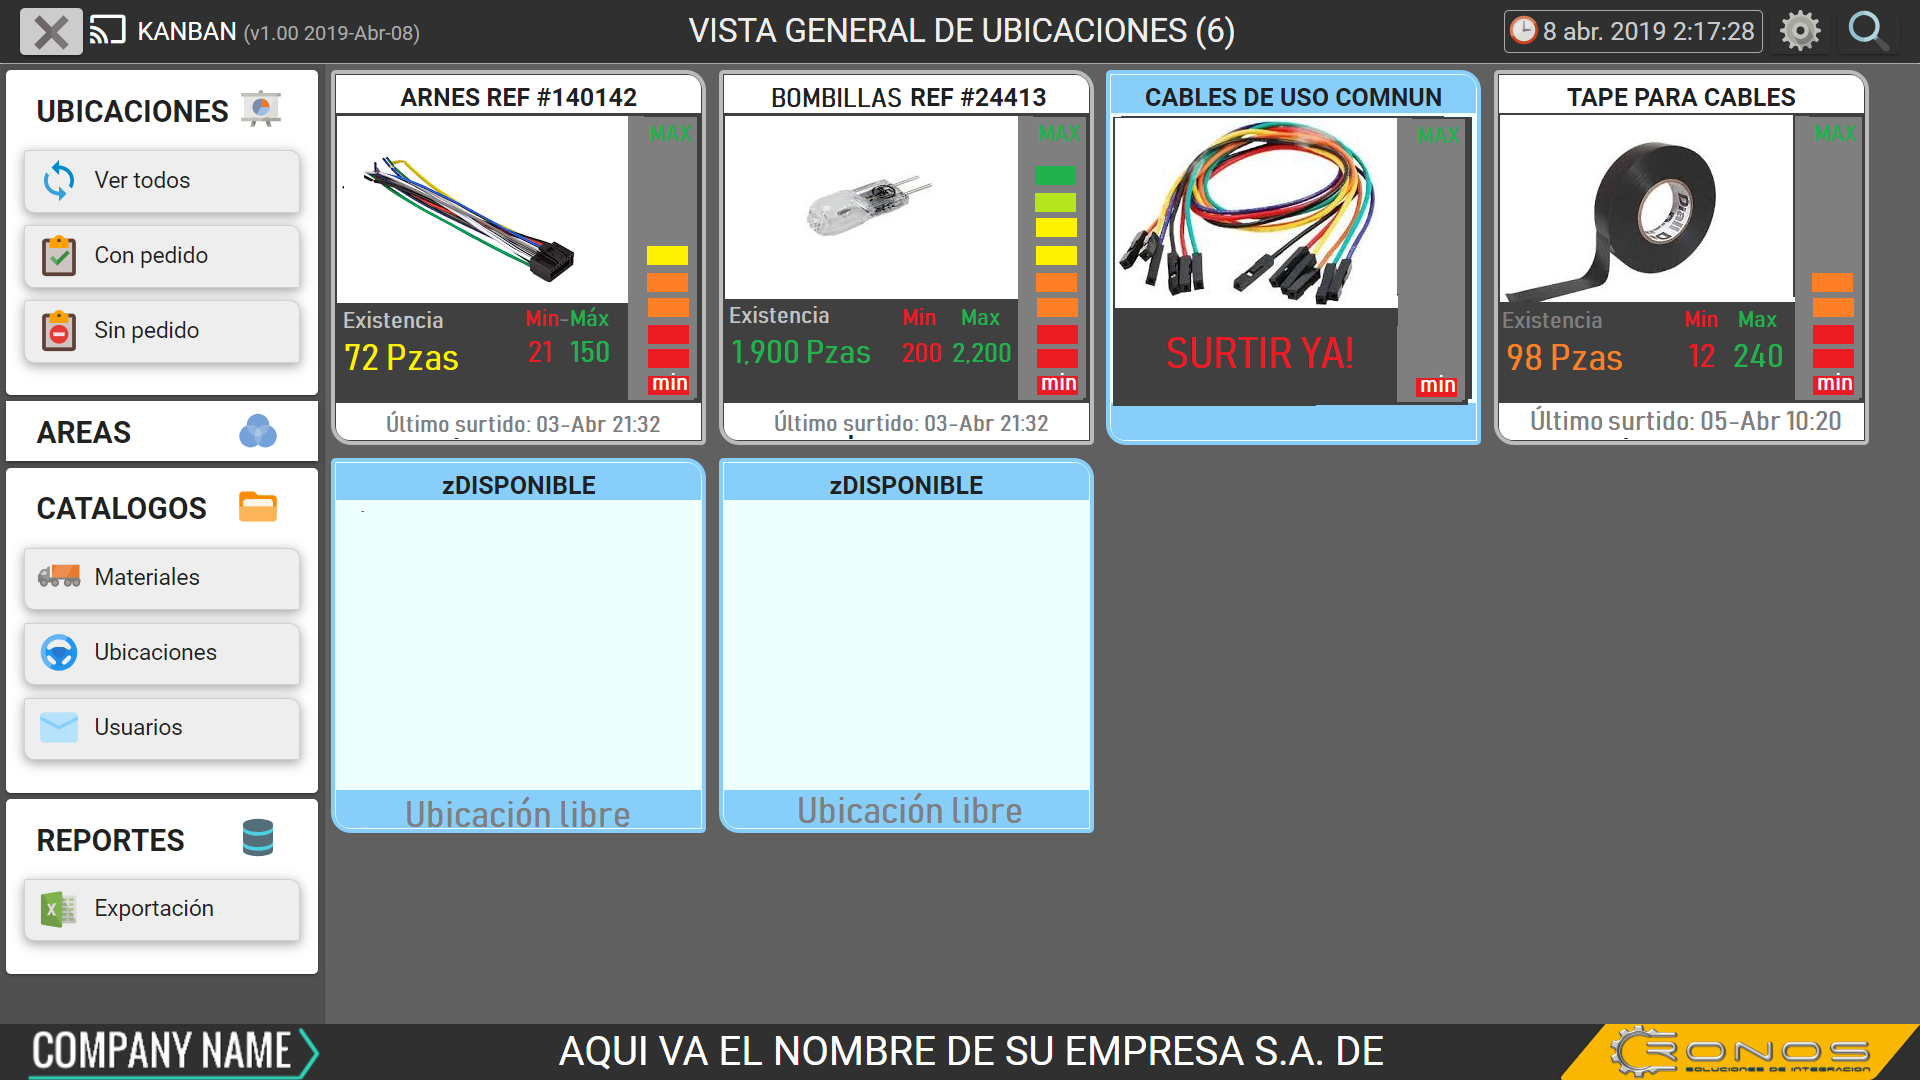 KANBAN (v1.00 2019-Abr-08)
VISTA GENERAL DE UBICACIONES (6)
8 abr. 2019 2:17:28
UBICACIONES
Ver todos
Con pedido
Sin pedido
AREAS
CATALOGOS
Materiales
Ubicaciones
Usuarios
REPORTES
Exportación
ARNES REF #140142
MAX
Existencia
Min-Máx
72 Pzas
21 150
min
Último surtido: 03-Abr 21:32
BOMBILLAS REF #24413
MAX
Existencia
Min Max
1,900 Pzas
200 2,200
min
Último surtido: 03-Abr 21:32
CABLES DE USO COMNUN
MAX
SURTIR YA!
min
TAPE PARA CABLES
MAX
Existencia
Min Max
98 Pzas
12 240
min
Último surtido: 05-Abr 10:20
zDISPONIBLE
Ubicación libre
zDISPONIBLE
Ubicación libre
COMPANY NAME
AQUI VA EL NOMBRE DE SU EMPRESA S.A. DE
CRONOS
SOLUCIONES DE INTEGRACION